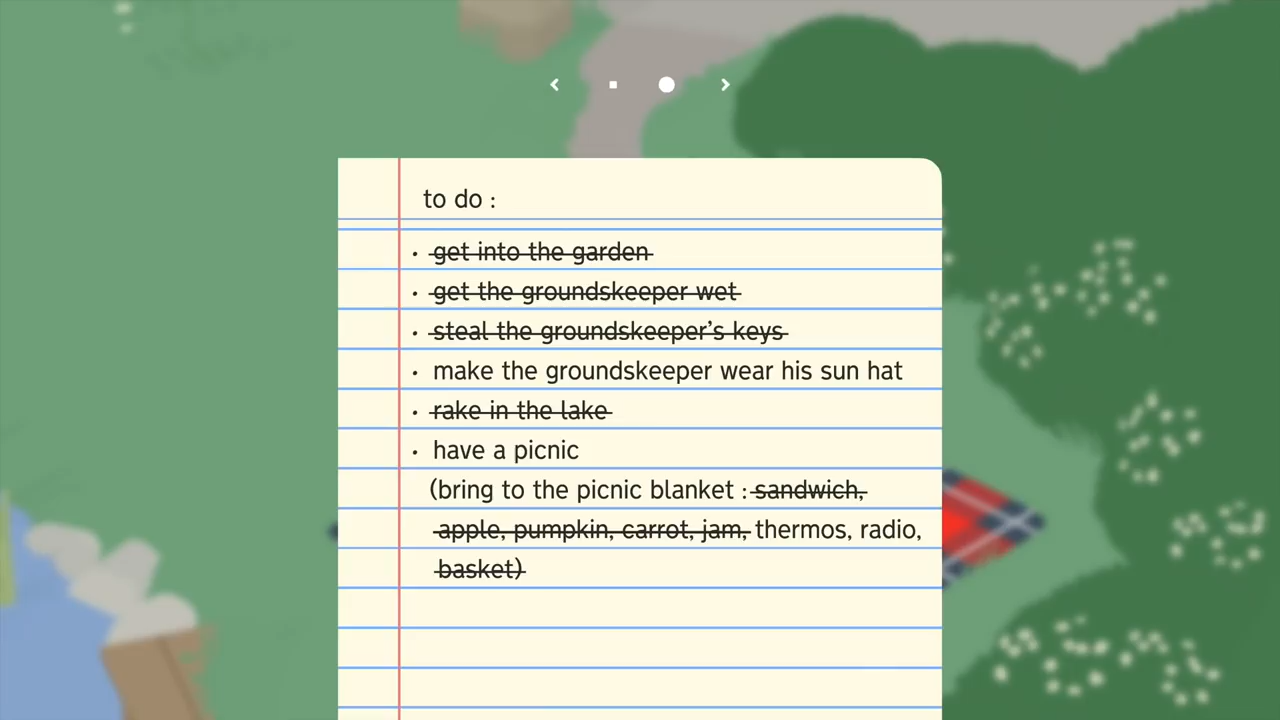 to do :
• get into the garden
• get the groundskeeper wet
• steal the groundskeeper's keys
• make the groundskeeper wear his sun hat
• rake in the lake
• have a picnic
(bring to the picnic blanket : sandwich,
apple, pumpkin, carrot, jam, thermos, radio,
basket)